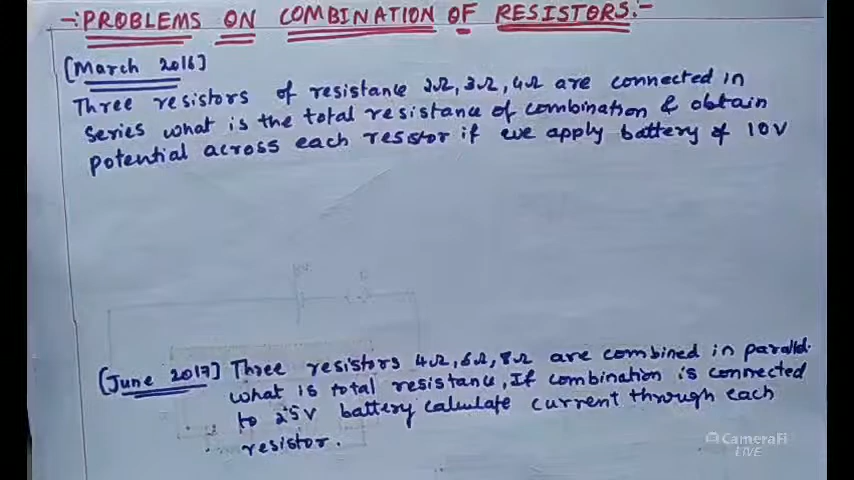 -:PROBLEMS ON COMBINATION OF RESISTORS:-
[March 2016]
Three resistors of resistance 2Ω, 3Ω, 4Ω are connected in
series what is the total resistance of combination & obtain
potential across each resistor if we apply battery of 10V
[June 2017] Three resistors 4Ω, 6Ω, 8Ω are combined in parallel.
what is total resistance, If combination is connected
to 25V battery calculate current through each
resistor.
CameraFi
LIVE